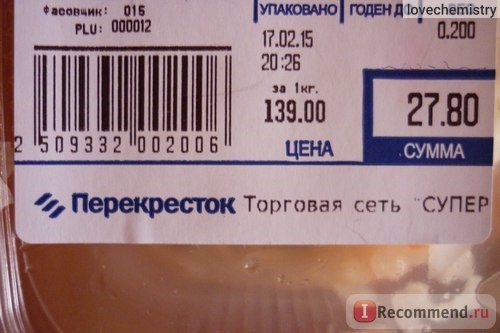 Фасовщик: 016
PLU: 000012
УПАКОВАНО ГОДЕН Д
lovechemistry
0.200
17.02.15
20:26
за 1кг.
139.00
27.80
ЦЕНА
СУММА
2 509332 002006
Перекресток Торговая сеть "СУПЕР
I Recommend.ru